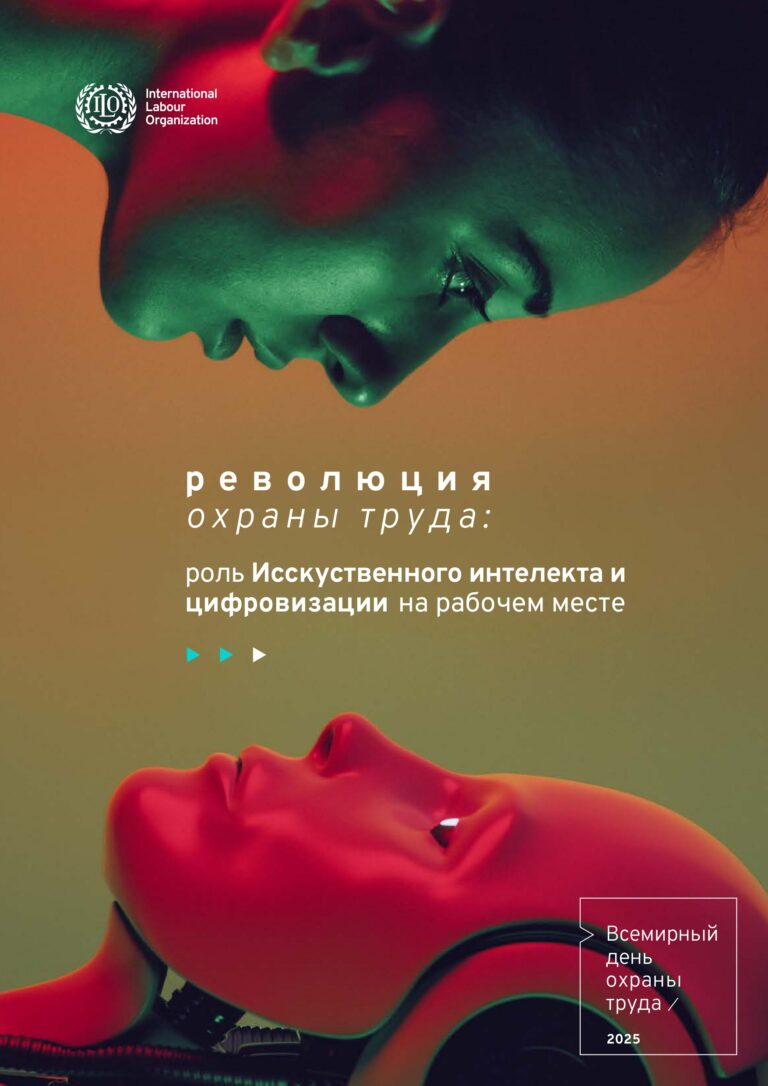 International
Labour
Organization
революция
охраны труда:
роль Исскуственного интелекта и
цифровизации на рабочем месте
Всемирный
день
охраны
труда /
2025